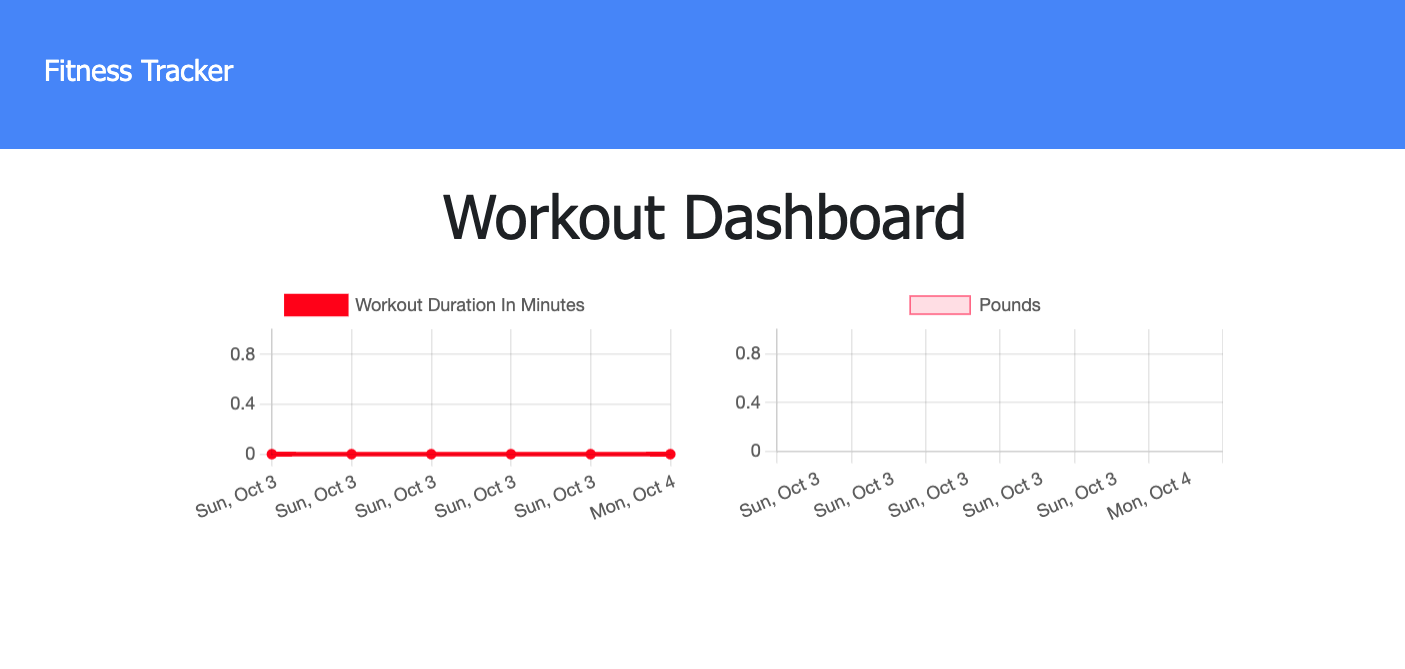 Fitness Tracker
Workout Dashboard
Workout Duration In Minutes
0.8
0.4
0
Sun, Oct 3
Sun, Oct 3
Sun, Oct 3
Sun, Oct 3
Sun, Oct 3
Mon, Oct 4
Pounds
0.8
0.4
0
Sun, Oct 3
Sun, Oct 3
Sun, Oct 3
Sun, Oct 3
Sun, Oct 3
Mon, Oct 4